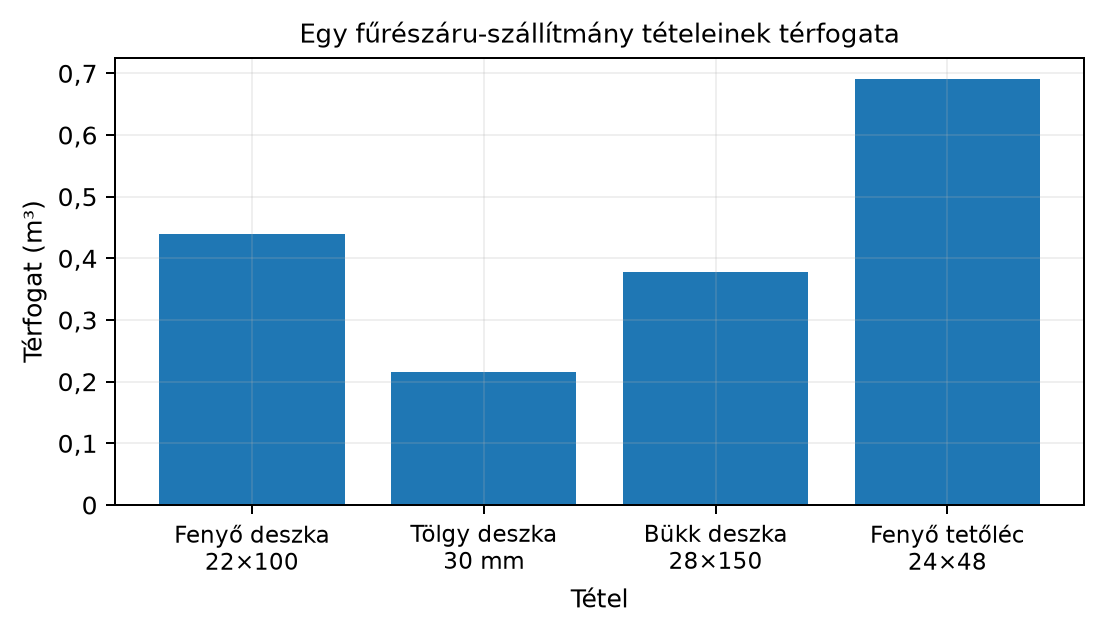 Egy fűrészáru-szállítmány tételeinek térfogata
Térfogat (m³)
0,7
0,6
0,5
0,4
0,3
0,2
0,1
0
Fenyő deszka
22×100
Tölgy deszka
30 mm
Bükk deszka
28×150
Fenyő tetőléc
24×48
Tétel